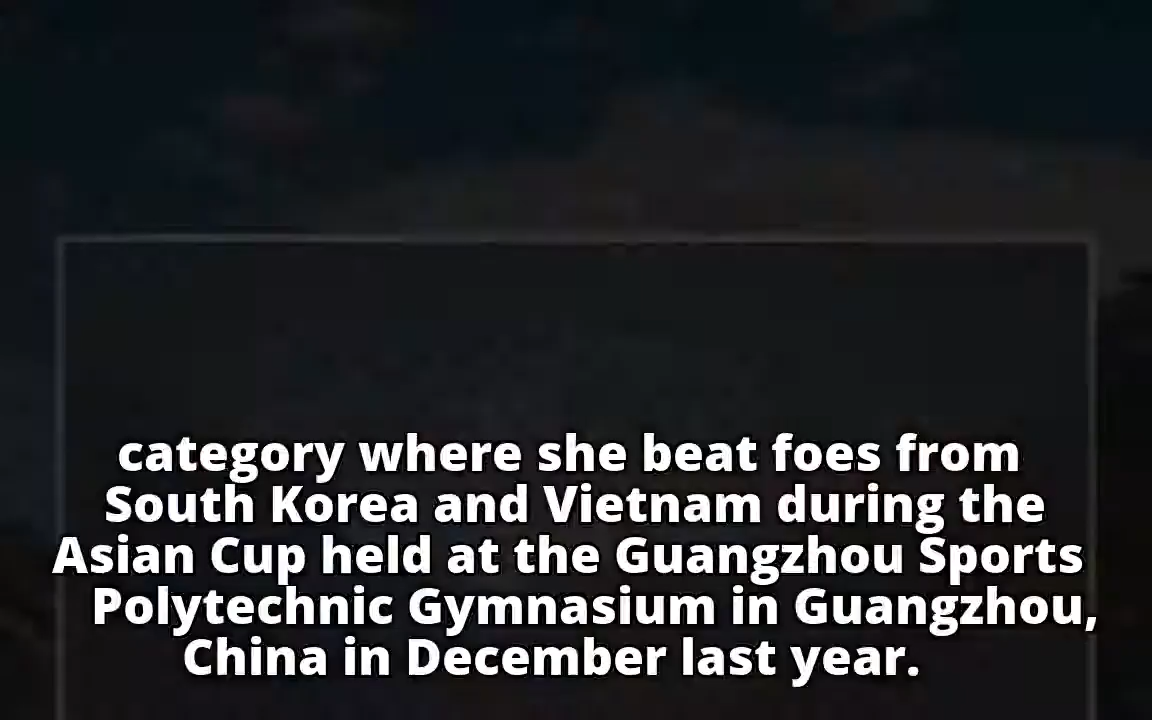 category where she beat foes from
South Korea and Vietnam during the
Asian Cup held at the Guangzhou Sports
Polytechnic Gymnasium in Guangzhou,
China in December last year.